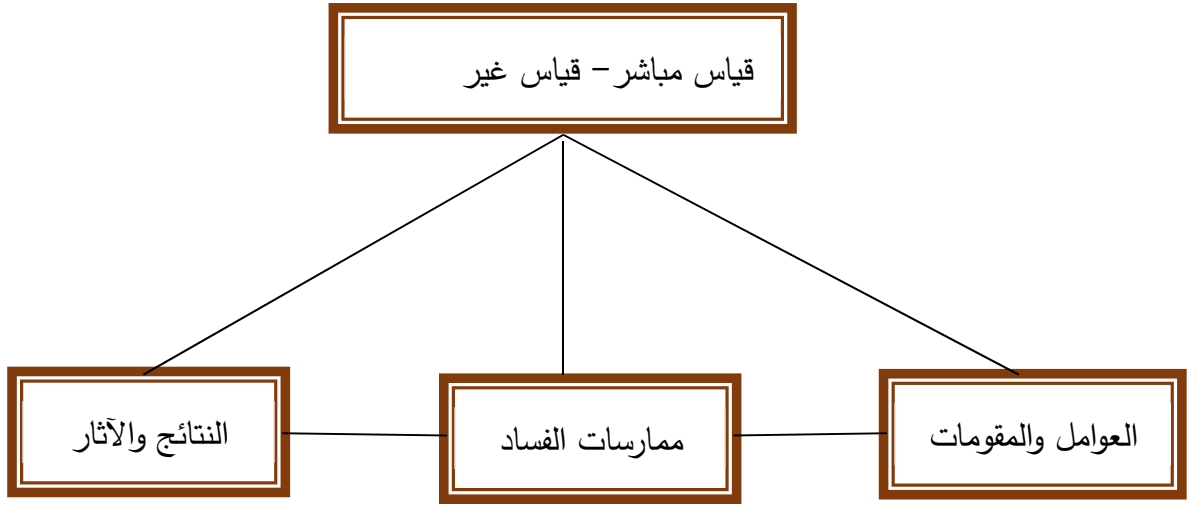 قياس مباشر – قياس غير
العوامل والمقومات
ممارسات الفساد
النتائج والآثار